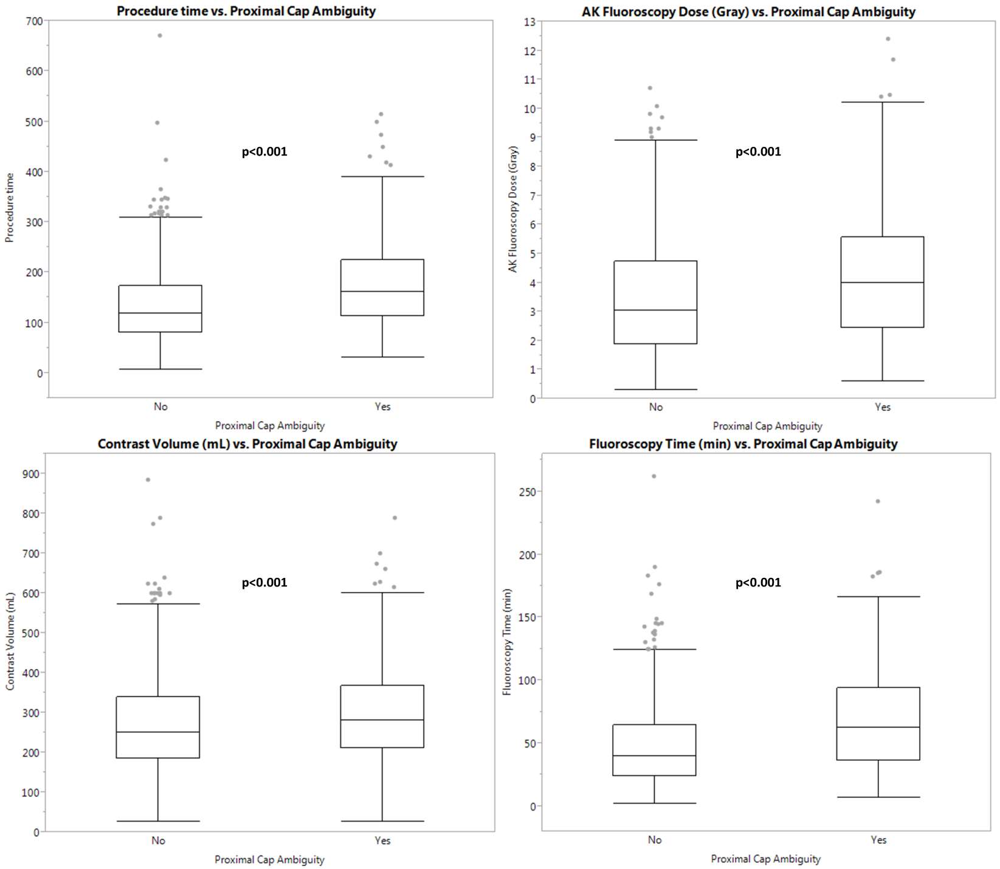 Procedure time vs. Proximal Cap Ambiguity
700
600
500
400
300
200
100
0
Procedure time
p<0.001
No
Yes
Proximal Cap Ambiguity
AK Fluoroscopy Dose (Gray) vs. Proximal Cap Ambiguity
13
12
11
10
9
8
7
6
5
4
3
2
1
0
AK Fluoroscopy Dose (Gray)
p<0.001
No
Yes
Proximal Cap Ambiguity
Contrast Volume (mL) vs. Proximal Cap Ambiguity
900
800
700
600
500
400
300
200
100
0
Contrast Volume (mL)
p<0.001
No
Yes
Proximal Cap Ambiguity
Fluoroscopy Time (min) vs. Proximal Cap Ambiguity
250
200
150
100
50
0
Fluoroscopy Time (min)
p<0.001
No
Yes
Proximal Cap Ambiguity